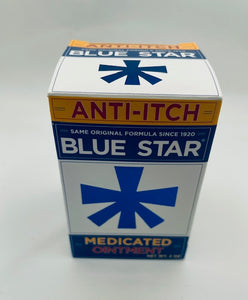 ANTI-ITCH
BLUE STAR
ANTI-ITCH
SAME ORIGINAL FORMULA SINCE 1920
BLUE STAR®
MEDICATED
OINTMENT
NET WT. 2 OZ